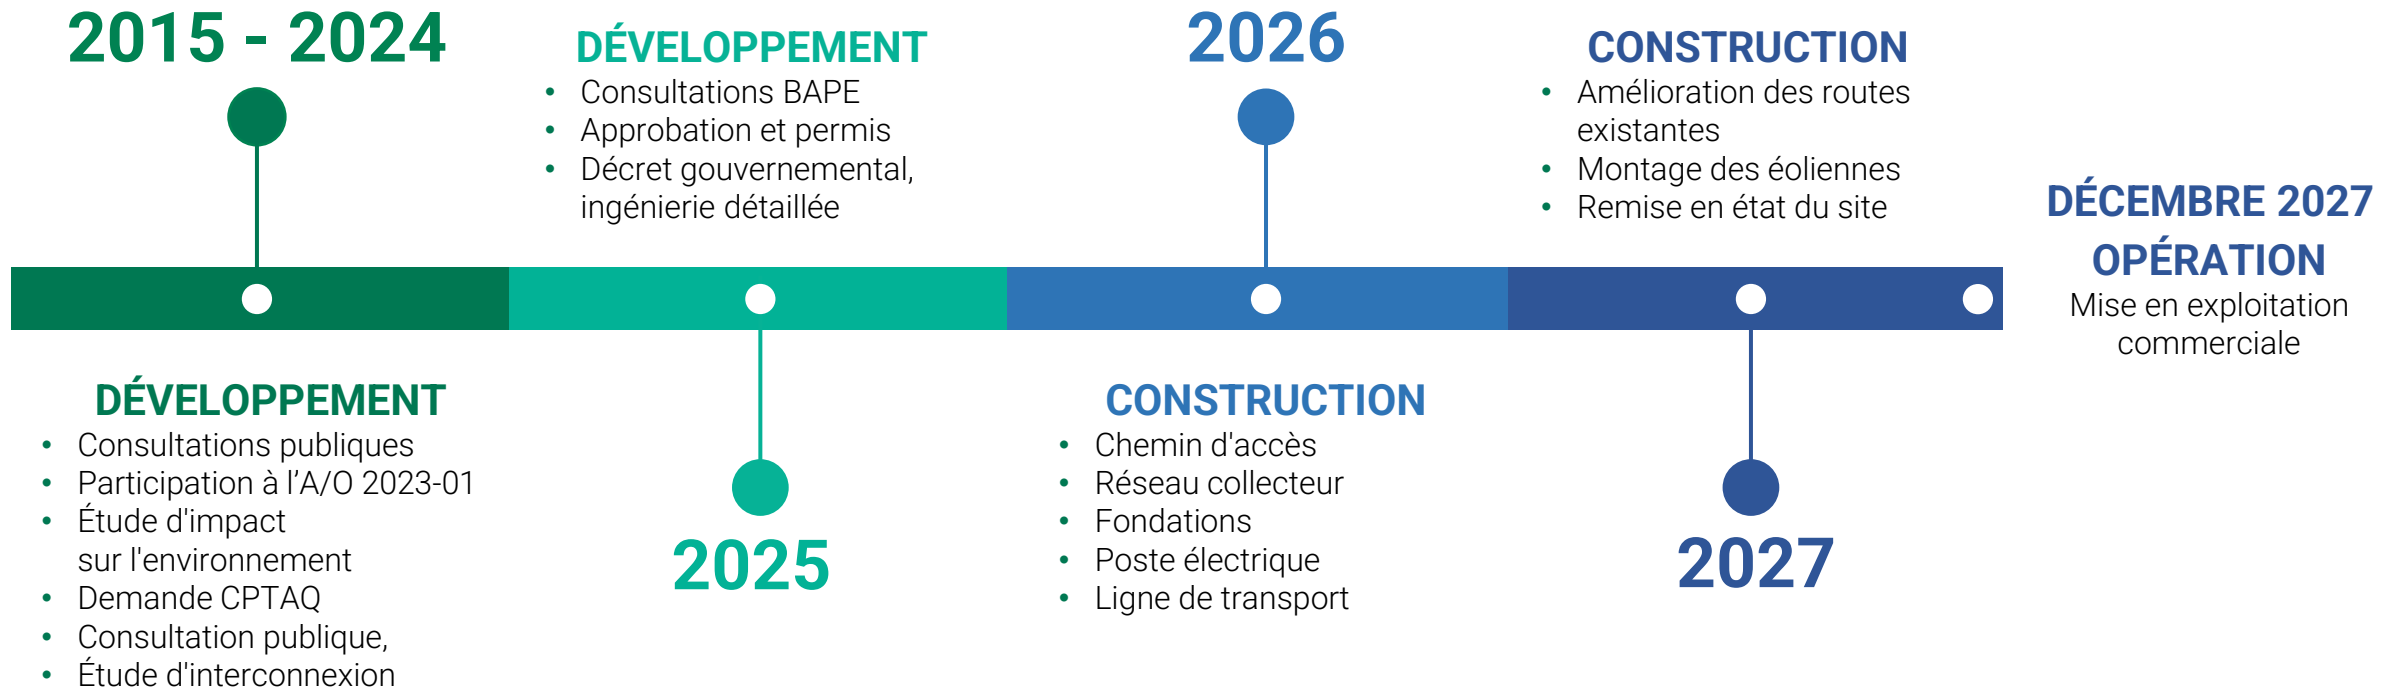 2015 - 2024
DÉVELOPPEMENT
• Consultations publiques
• Participation à l’A/O 2023-01
• Étude d'impact
sur l'environnement
• Demande CPTAQ
• Consultation publique,
• Étude d'interconnexion
DÉVELOPPEMENT
• Consultations BAPE
• Approbation et permis
• Décret gouvernemental,
ingénierie détaillée
2025
2026
CONSTRUCTION
• Chemin d'accès
• Réseau collecteur
• Fondations
• Poste électrique
• Ligne de transport
CONSTRUCTION
• Amélioration des routes
existantes
• Montage des éoliennes
• Remise en état du site
2027
DÉCEMBRE 2027
OPÉRATION
Mise en exploitation
commerciale